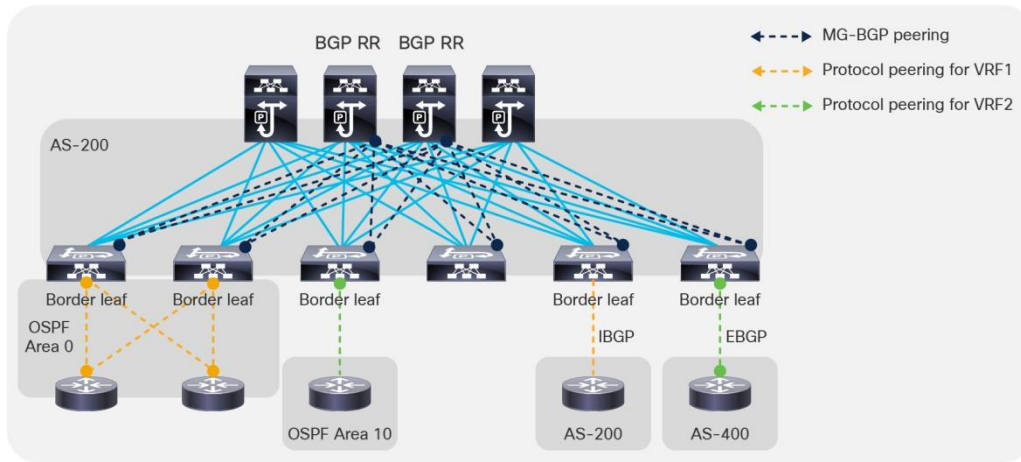 BGP RR BGP RR
MG-BGP peering
Protocol peering for VRF1
Protocol peering for VRF2
P P P P
AS-200
Border leaf Border leaf Border leaf Border leaf Border leaf
OSPF
Area 0
IBGP
EBGP
OSPF Area 10
AS-200
AS-400